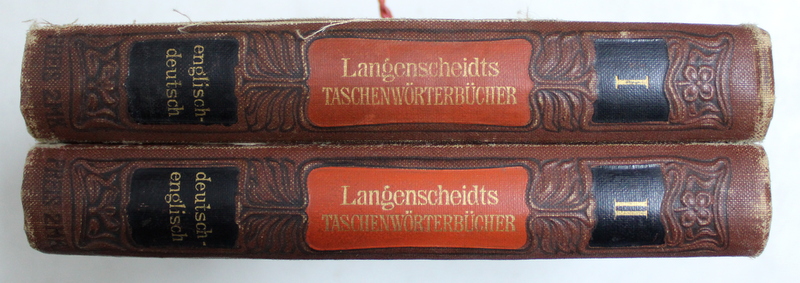 englisch-
deutsch
Langenscheidts
TASCHENWÖRTERBÜCHER
I
deutsch-
englisch
Langenscheidts
TASCHENWÖRTERBÜCHER
II